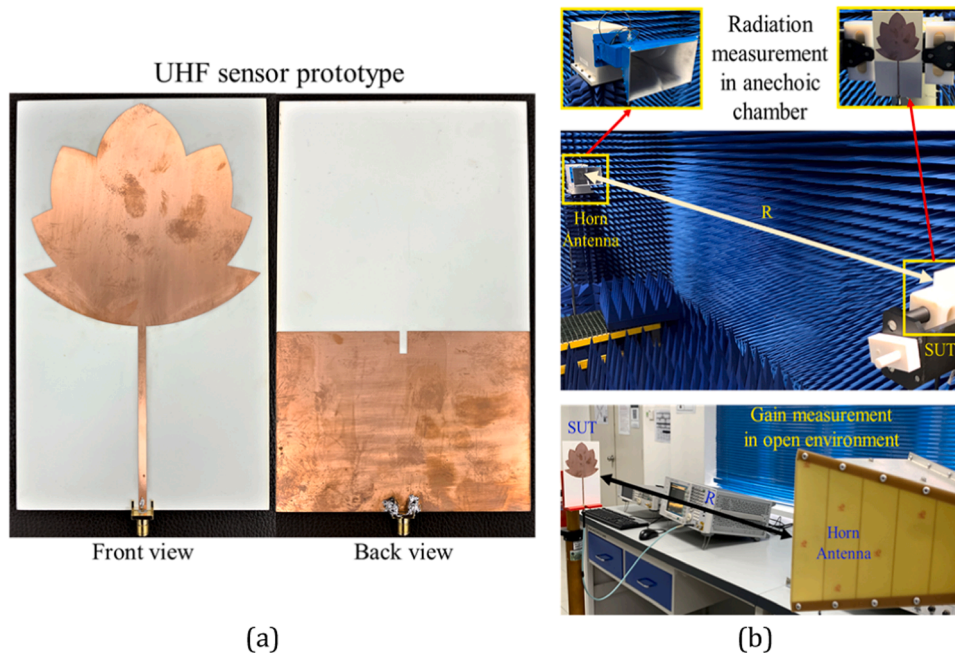 UHF sensor prototype
Front view
Back view
(a)
Radiation
measurement
in anechoic
chamber
Horn
Antenna
R
SUT
Gain measurement
in open environment
SUT
R
Horn
Antenna
(b)